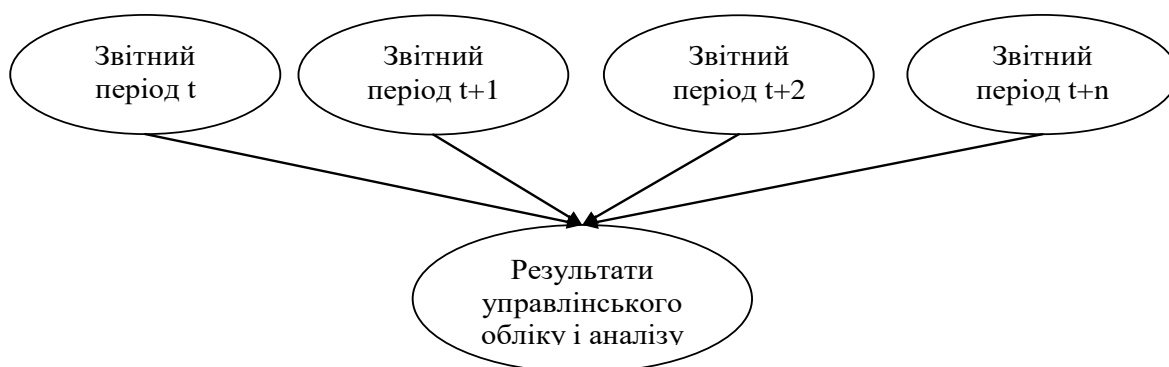 Звітний
період t
Звітний
період t+1
Звітний
період t+2
Звітний
період t+n
Результати
управлінського
обліку і аналізу